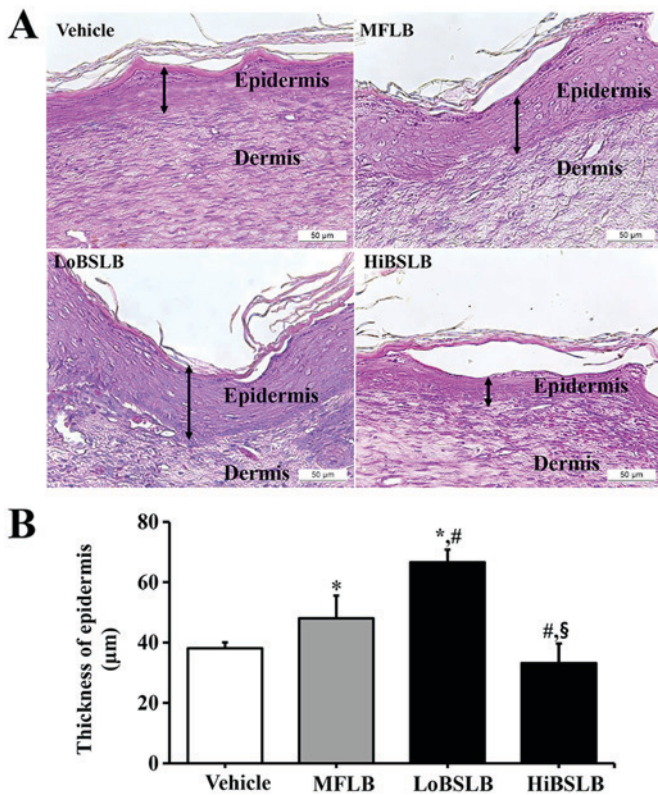 A
Vehicle
Epidermis
Dermis
50 µm
MFLB
Epidermis
Dermis
50 µm
LoBSLB
Epidermis
Dermis
50 µm
HiBSLB
Epidermis
Dermis
50 µm
B
Thickness of epidermis
(µm)
80
60
40
20
0
*
*,#
#,§
Vehicle
MFLB
LoBSLB
HiBSLB